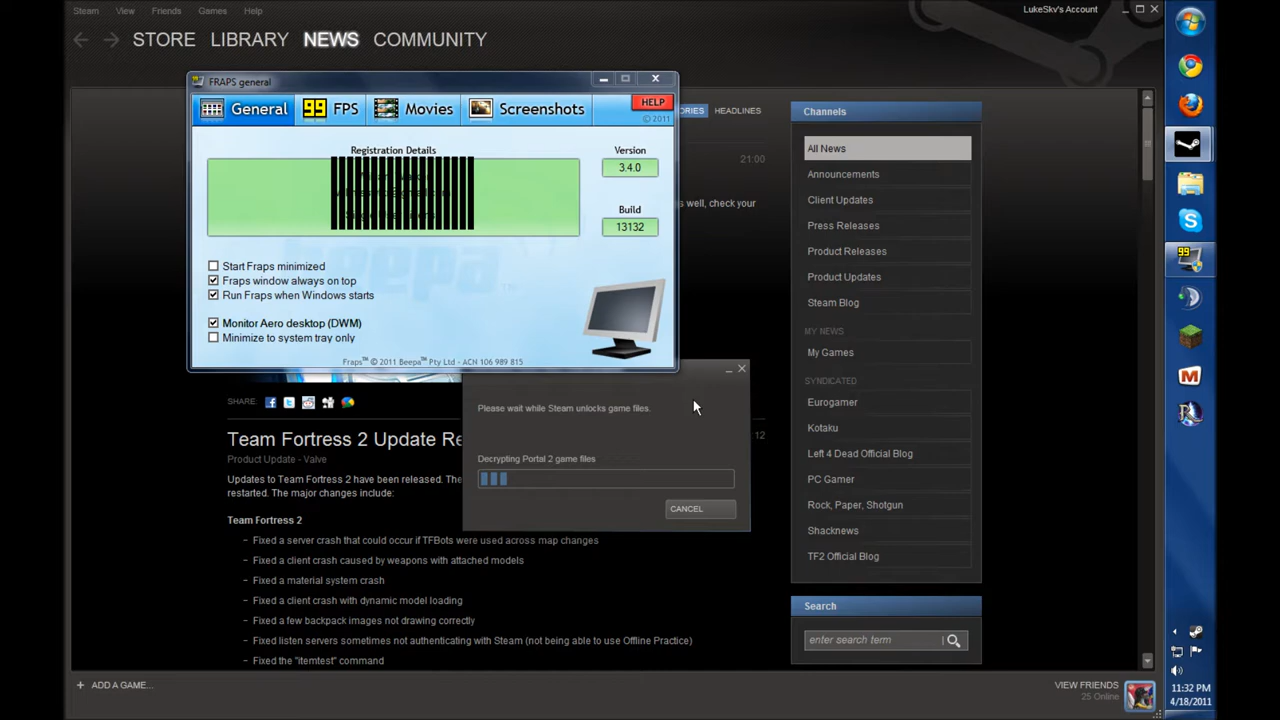 Steam View Friends Games Help
LukeSkv's Account
STORE LIBRARY NEWS COMMUNITY
FRAPS general
General 99 FPS Movies Screenshots
HELP
© 2011
Registration Details
Version
3.4.0
Build
13132
Start Fraps minimized
Fraps window always on top
Run Fraps when Windows starts
Monitor Aero desktop (DWM)
Minimize to system tray only
Fraps™ © 2011 Beepa™ Pty Ltd - ACN 106 989 815
HEADLINES
21:00
s well, check your
Please wait while Steam unlocks game files.
Decrypting Portal 2 game files
CANCEL
SHARE:
:12
Team Fortress 2 Update Re
Product Update - Valve
Updates to Team Fortress 2 have been released. The
restarted. The major changes include:
Team Fortress 2
− Fixed a server crash that could occur if TFBots were used across map changes
− Fixed a client crash caused by weapons with attached models
− Fixed a material system crash
− Fixed a client crash with dynamic model loading
− Fixed a few backpack images not drawing correctly
− Fixed listen servers sometimes not authenticating with Steam (not being able to use Offline Practice)
− Fixed the "itemtest" command
Channels
All News
Announcements
Client Updates
Press Releases
Product Releases
Product Updates
Steam Blog
MY NEWS
My Games
SYNDICATED
Eurogamer
Kotaku
Left 4 Dead Official Blog
PC Gamer
Rock, Paper, Shotgun
Shacknews
TF2 Official Blog
Search
enter search term
+ ADD A GAME...
VIEW FRIENDS
25 Online
99
11:32 PM
4/18/2011